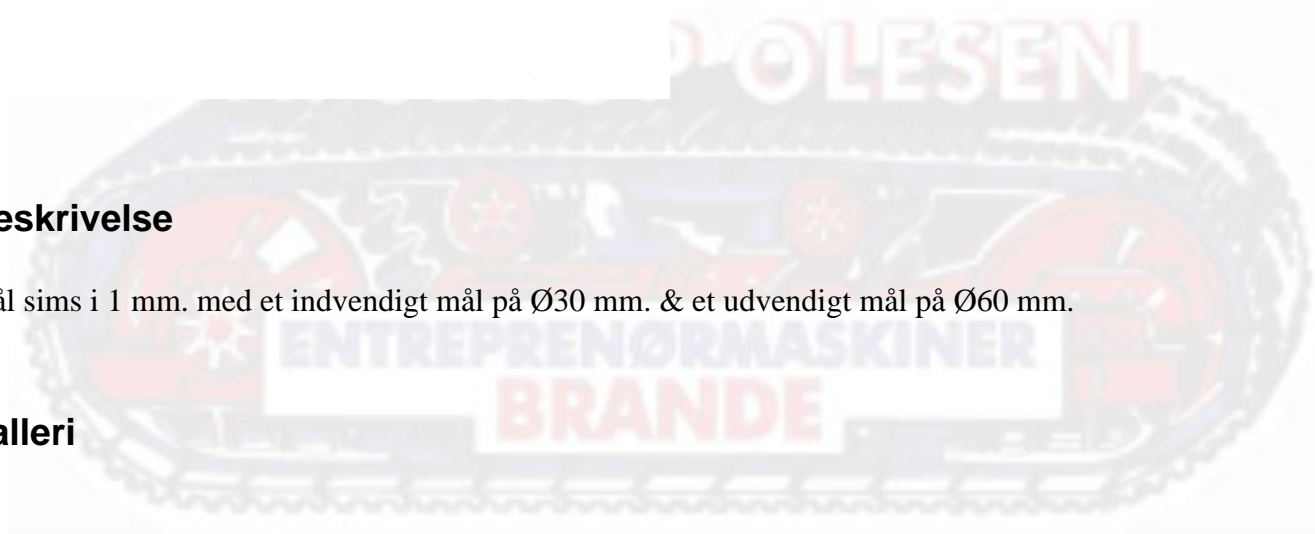 P OLESEN
eskrivelse
ål sims i 1 mm. med et indvendigt mål på Ø30 mm. & et udvendigt mål på Ø60 mm.
ENTREPRENØRMASKINER
BRANDE
alleri